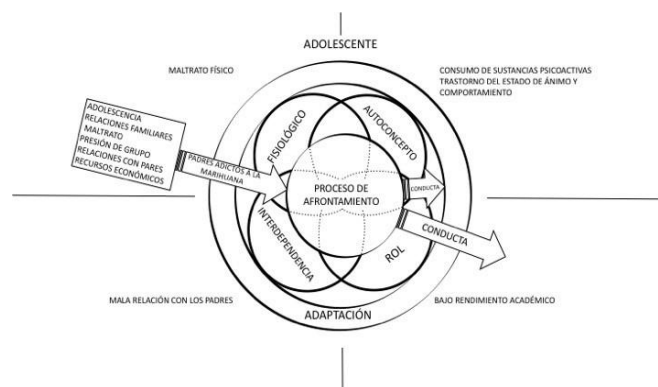 ADOLESCENTE
MALTRATO FÍSICO
CONSUMO DE SUSTANCIAS PSICOACTIVAS
TRASTORNO DEL ESTADO DE ÁNIMO Y
COMPORTAMIENTO
ADOLESCENCIA
RELACIONES FAMILIARES
MALTRATO
PRESIÓN DE GRUPO
RELACIONES CON PARES
RECURSOS ECONÓMICOS
PADRES ADICTOS A LA
MARIHUANA
FISIOLÓGICO
AUTOCONCEPTO
PROCESO DE
AFRONTAMIENTO
CONDUCTA
CONDUCTA
INTERDEPENDENCIA
ROL
MALA RELACIÓN CON LOS PADRES
BAJO RENDIMIENTO ACADÉMICO
ADAPTACIÓN